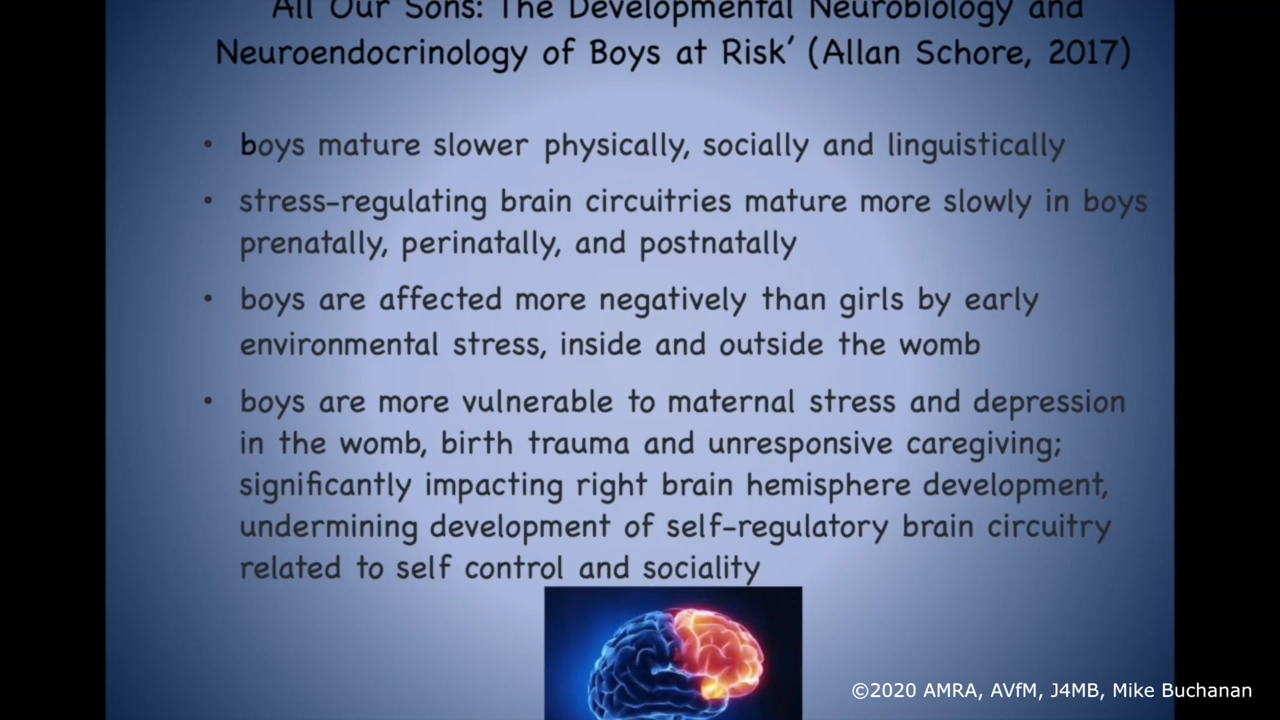 All Our Sons: The Developmental Neurobiology and
Neuroendocrinology of Boys at Risk’ (Allan Schore, 2017)
• boys mature slower physically, socially and linguistically
• stress-regulating brain circuitries mature more slowly in boys
prenatally, perinatally, and postnatally
• boys are affected more negatively than girls by early
environmental stress, inside and outside the womb
• boys are more vulnerable to maternal stress and depression
in the womb, birth trauma and unresponsive caregiving;
significantly impacting right brain hemisphere development,
undermining development of self-regulatory brain circuitry
related to self control and sociality
©2020 AMRA, AVfM, J4MB, Mike Buchanan